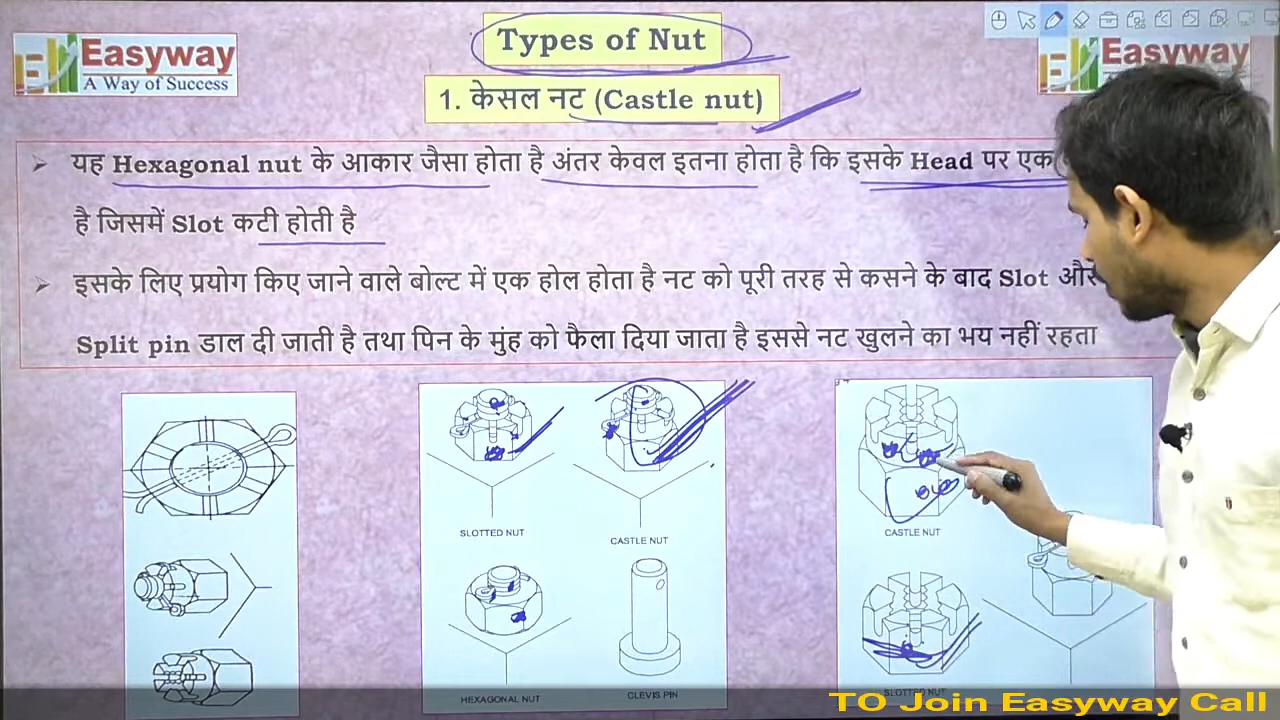 Types of Nut
Easyway
A Way of Success
Easyway
1. केसल नट (Castle nut)
यह Hexagonal nut के आकार जैसा होता है अंतर केवल इतना होता है कि इसके Head पर एक
है जिसमें Slot कटी होती है
इसके लिए प्रयोग किए जाने वाले बोल्ट में एक होल होता है नट को पूरी तरह से कसने के बाद Slot और
Split pin डाल दी जाती है तथा पिन के मुंह को फैला दिया जाता है इससे नट खुलने का भय नहीं रहता
SLOTTED NUT
CASTLE NUT
CASTLE NUT
HEXAGONAL NUT
CLEVIS PIN
SLOTTED NUT
TO Join Easyway Call